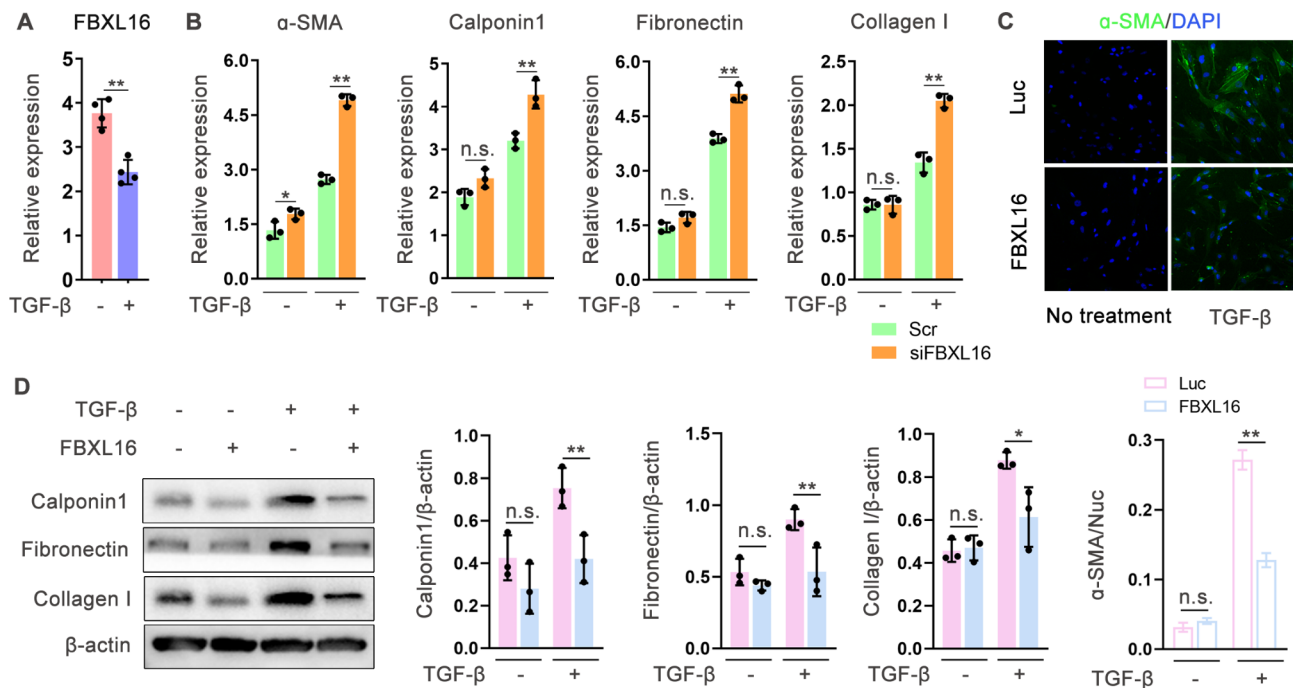 A
FBXL16
Relative expression
5
4
3
2
1
0
**
TGF-β - +
B
α-SMA
Relative expression
6.0
4.5
3.0
1.5
0.0
*
**
TGF-β - +
Calponin1
Relative expression
5
4
3
2
1
0
n.s.
**
TGF-β - +
Fibronectin
Relative expression
6.0
4.5
3.0
1.5
0.0
n.s.
**
TGF-β - +
Collagen I
Relative expression
2.5
2.0
1.5
1.0
0.5
0.0
n.s.
**
TGF-β - +
Scr
siFBXL16
C
α-SMA/DAPI
Luc
FBXL16
No treatment TGF-β
D
TGF-β - - + +
FBXL16 - + - +
Calponin1
Fibronectin
Collagen I
β-actin
Calponin1/β-actin
1.0
0.8
0.6
0.4
0.2
0.0
n.s.
**
TGF-β - +
Fibronectin/β-actin
1.5
1.0
0.5
0.0
n.s.
**
TGF-β - +
Collagen I/β-actin
1.0
0.8
0.6
0.4
0.2
0.0
n.s.
*
TGF-β - +
Luc
FBXL16
α-SMA/Nuc
0.3
0.2
0.1
0.0
n.s.
**
TGF-β - +